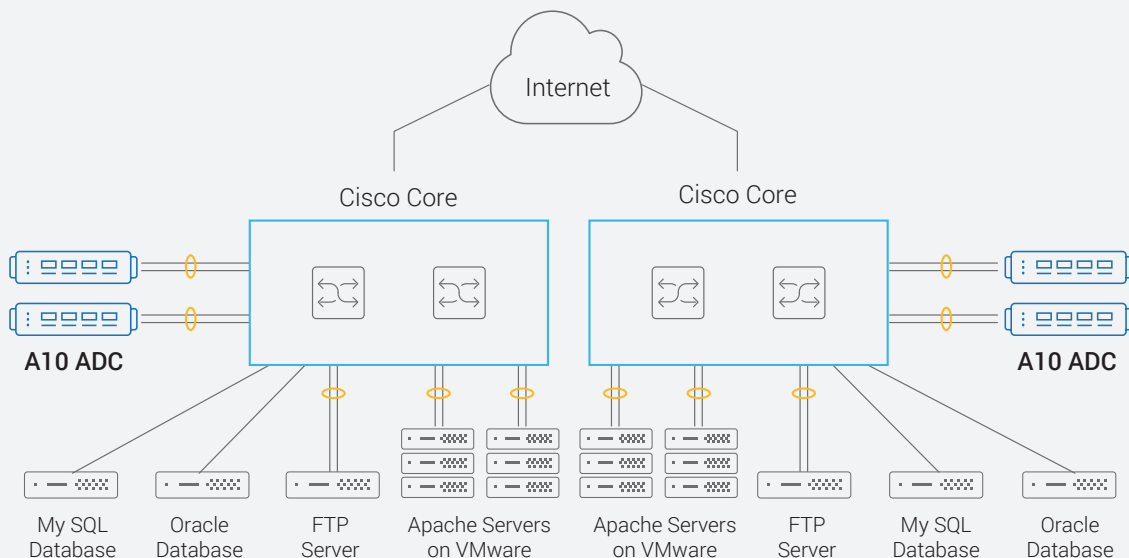 Internet
Cisco Core
Cisco Core
A10 ADC
A10 ADC
My SQL
Database
Oracle
Database
FTP
Server
Apache Servers
on VMware
Apache Servers
on VMware
FTP
Server
My SQL
Database
Oracle
Database